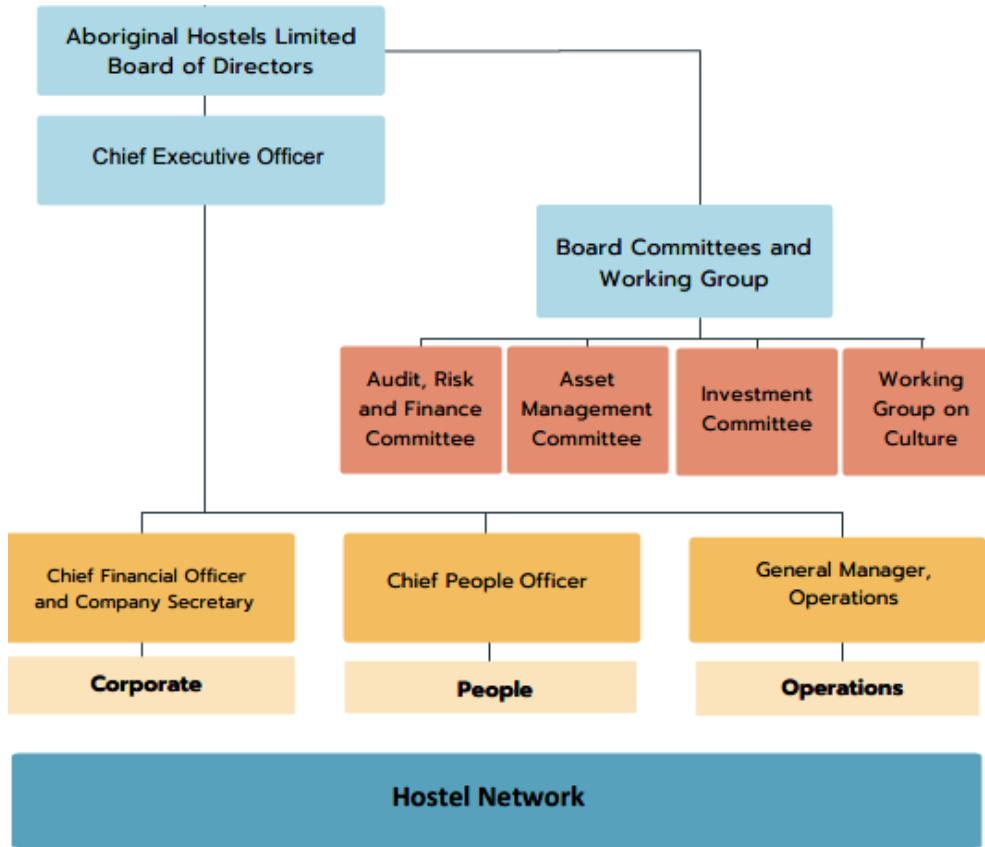 Aboriginal Hostels Limited
Board of Directors
Chief Executive Officer
Board Committees and
Working Group
Audit, Risk
and Finance
Committee
Asset
Management
Committee
Investment
Committee
Working
Group on
Culture
Chief Financial Officer
and Company Secretary
Chief People Officer
General Manager,
Operations
Corporate
People
Operations
Hostel Network